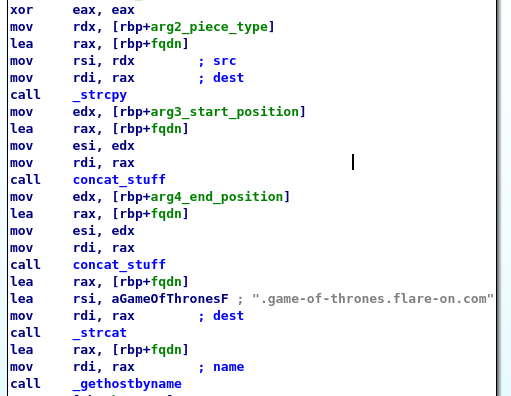 xor eax, eax
mov rdx, [rbp+arg2_piece_type]
lea rax, [rbp+fqdn]
mov rsi, rdx ; src
mov rdi, rax ; dest
call _strcpy
mov edx, [rbp+arg3_start_position]
lea rax, [rbp+fqdn]
mov esi, edx
mov rdi, rax
call concat_stuff
mov edx, [rbp+arg4_end_position]
lea rax, [rbp+fqdn]
mov esi, edx
mov rdi, rax
call concat_stuff
lea rax, [rbp+fqdn]
lea rsi, aGameOfThronesF ; ".game-of-thrones.flare-on.com"
mov rdi, rax ; dest
call _strcat
lea rax, [rbp+fqdn]
mov rdi, rax ; name
call _gethostbyname